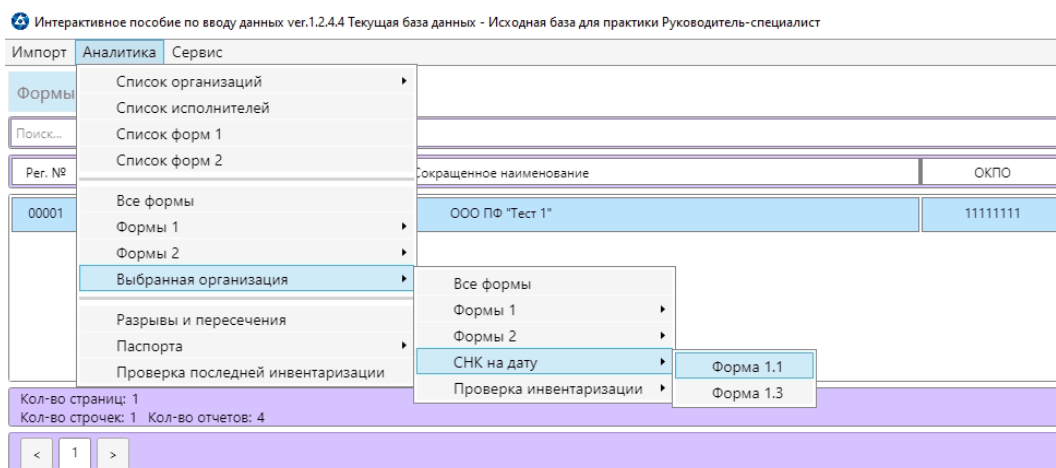 Интерактивное пособие по вводу данных ver.1.2.4.4 Текущая база данных - Исходная база для практики Руководитель-специалист
Импорт Аналитика Сервис
Формы
Поиск...
Рег. № Сокращенное наименование ОКПО
00001 ООО ПФ "Тест 1" 11111111
Список организаций
Список исполнителей
Список форм 1
Список форм 2
Все формы
Формы 1
Формы 2
Выбранная организация
Разрывы и пересечения
Паспорта
Проверка последней инвентаризации
Все формы
Формы 1
Формы 2
СНК на дату
Проверка инвентаризации
Форма 1.1
Форма 1.3
Кол-во страниц: 1
Кол-во строчек: 1 Кол-во отчетов: 4
< 1 >